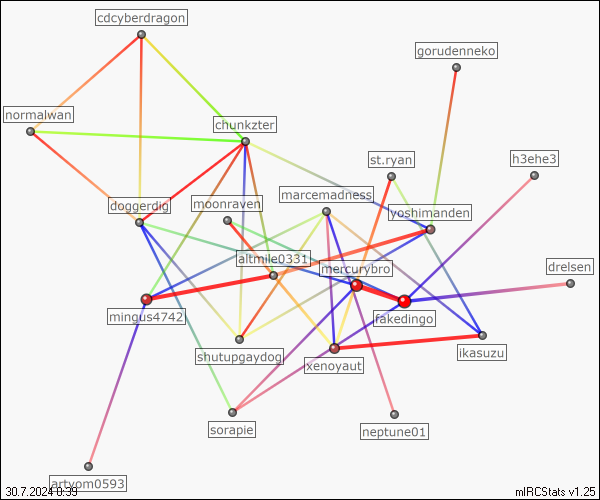 cdcyberdragon
gorudenneko
normalwan
chunkzter
st.ryan
h3ehe3
marcemadness
doggerdig
moonraven
yoshimanden
altmile0331
mercurybro
drelsen
mingus4742
fakedingo
shutupgaydog
ikasuzu
xenoyaut
sorapie
neptune01
artyom0593
30.7.2024 0:39
mIRCStats v1.25